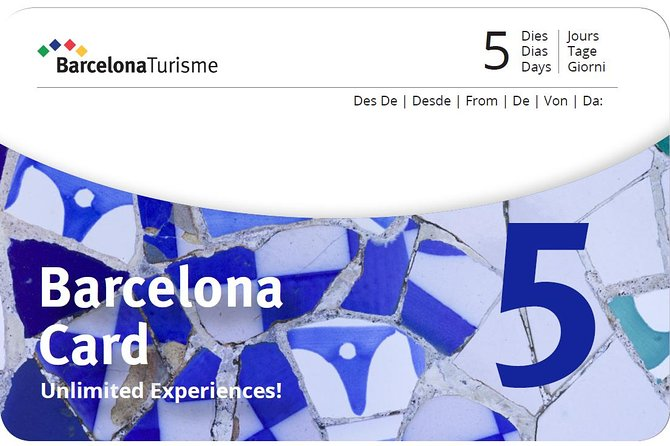 BarcelonaTurisme
5
Dies
Dias
Days
Jours
Tage
Giorni
Des De | Desde | From | De | Von | Da:
Barcelona
Card
Unlimited Experiences!
5